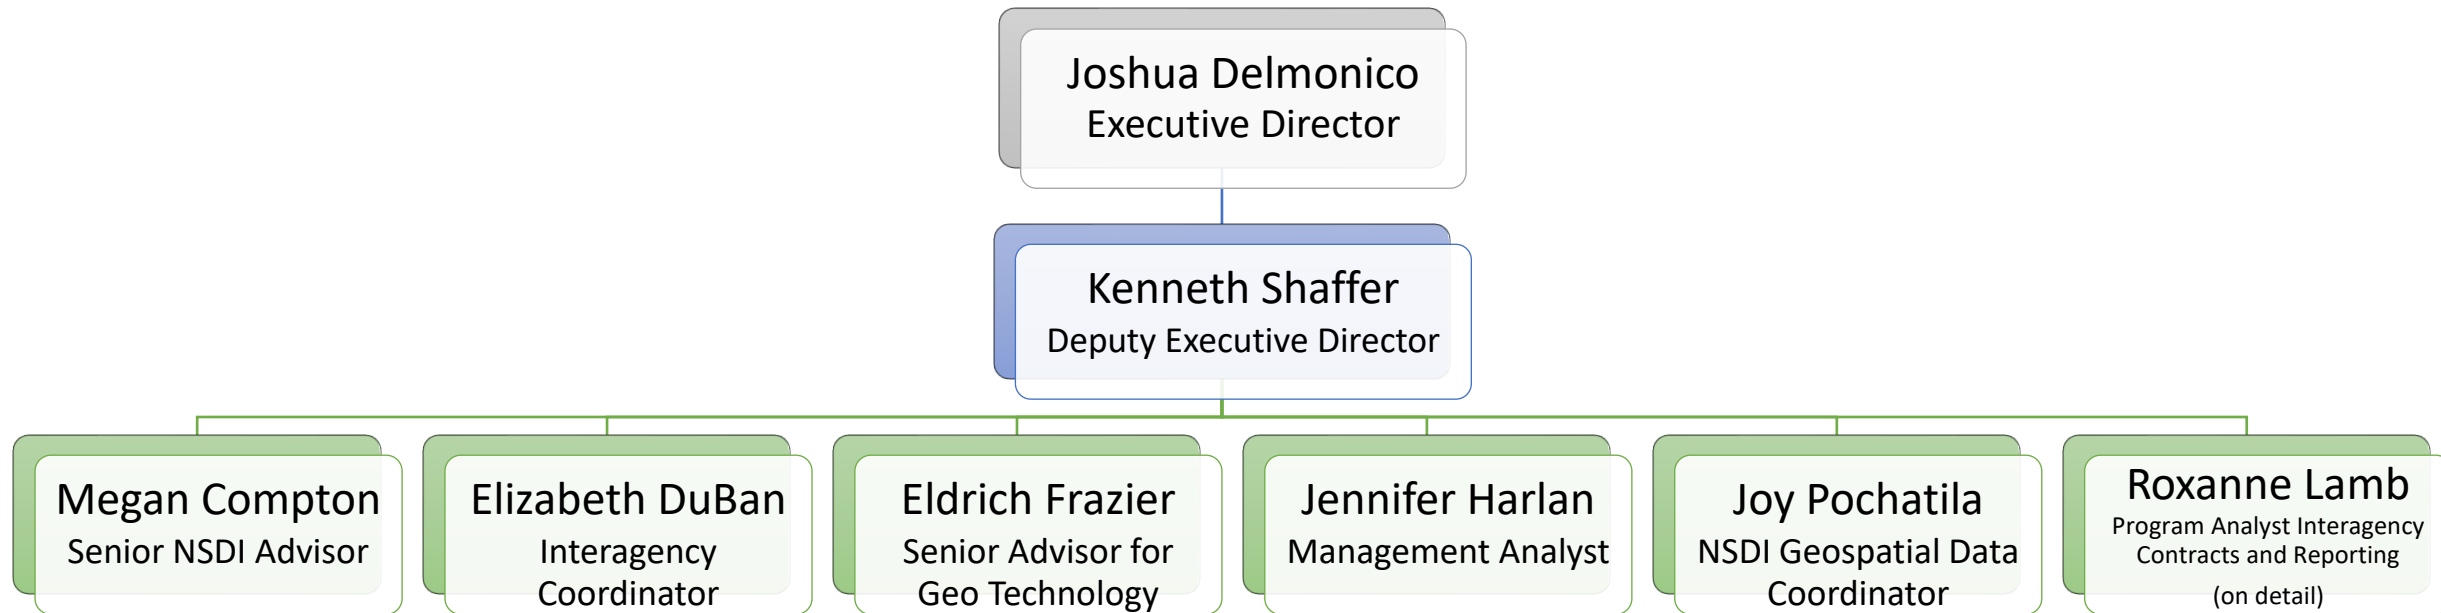 Joshua Delmonico
Executive Director
Kenneth Shaffer
Deputy Executive Director
Megan Compton
Senior NSDI Advisor
Elizabeth DuBan
Interagency
Coordinator
Eldrich Frazier
Senior Advisor for
Geo Technology
Jennifer Harlan
Management Analyst
Joy Pochatila
NSDI Geospatial Data
Coordinator
Roxanne Lamb
Program Analyst Interagency
Contracts and Reporting
(on detail)